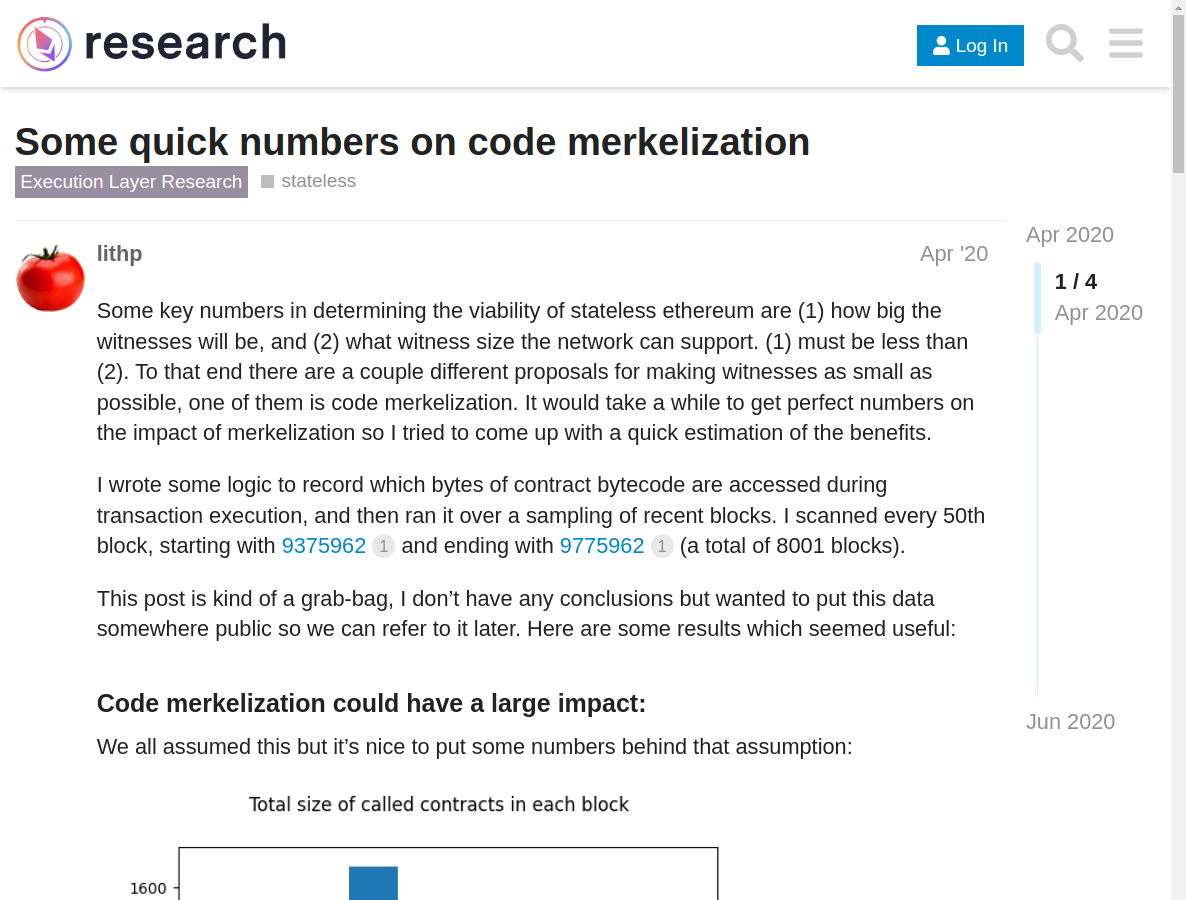 research
Log In
Some quick numbers on code merkelization
Execution Layer Research
stateless
lithp
Apr '20
Apr 2020
1 / 4
Apr 2020
Some key numbers in determining the viability of stateless ethereum are (1) how big the
witnesses will be, and (2) what witness size the network can support. (1) must be less than
(2). To that end there are a couple different proposals for making witnesses as small as
possible, one of them is code merkelization. It would take a while to get perfect numbers on
the impact of merkelization so I tried to come up with a quick estimation of the benefits.
I wrote some logic to record which bytes of contract bytecode are accessed during
transaction execution, and then ran it over a sampling of recent blocks. I scanned every 50th
block, starting with 9375962 1 and ending with 9775962 1 (a total of 8001 blocks).
This post is kind of a grab-bag, I don’t have any conclusions but wanted to put this data
somewhere public so we can refer to it later. Here are some results which seemed useful:
Code merkelization could have a large impact:
Jun 2020
We all assumed this but it’s nice to put some numbers behind that assumption:
Total size of called contracts in each block
1600